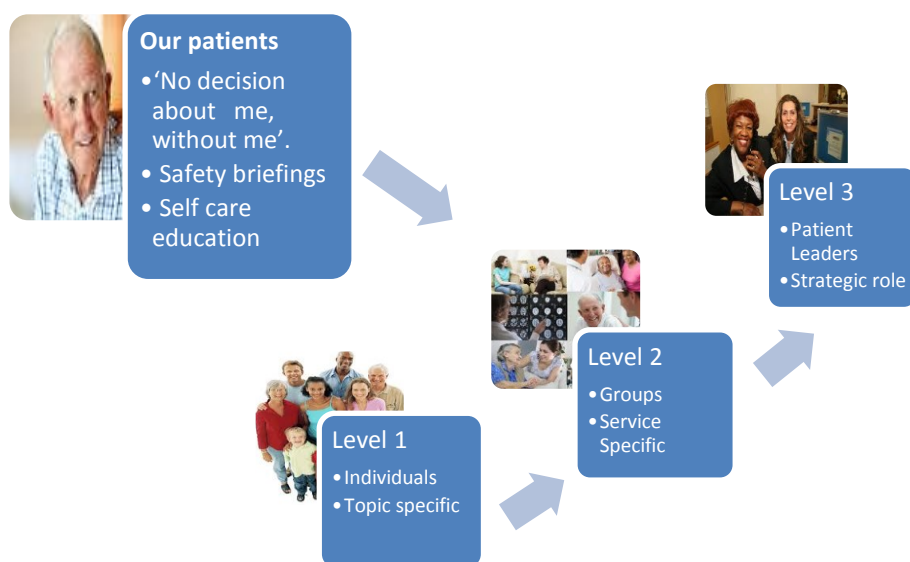 Our patients
•‘No decision
about me,
without me’.
• Safety briefings
• Self care
education
Level 1
•Individuals
•Topic specific
Level 2
•Groups
•Service
Specific
Level 3
•Patient
Leaders
•Strategic role